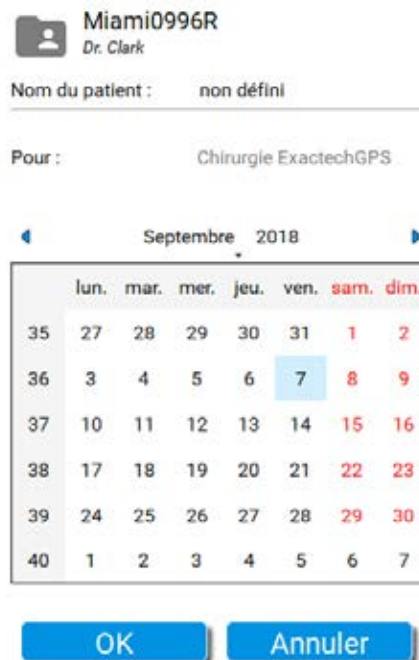 Miami0996R
Dr. Clark
Nom du patient : non défini
Pour : Chirurgie ExactechGPS
Septembre 2018
lun. mar. mer. jeu. ven. sam. dim.
35 27 28 29 30 31 1 2
36 3 4 5 6 7 8 9
37 10 11 12 13 14 15 16
38 17 18 19 20 21 22 23
39 24 25 26 27 28 29 30
40 1 2 3 4 5 6 7
OK Annuler